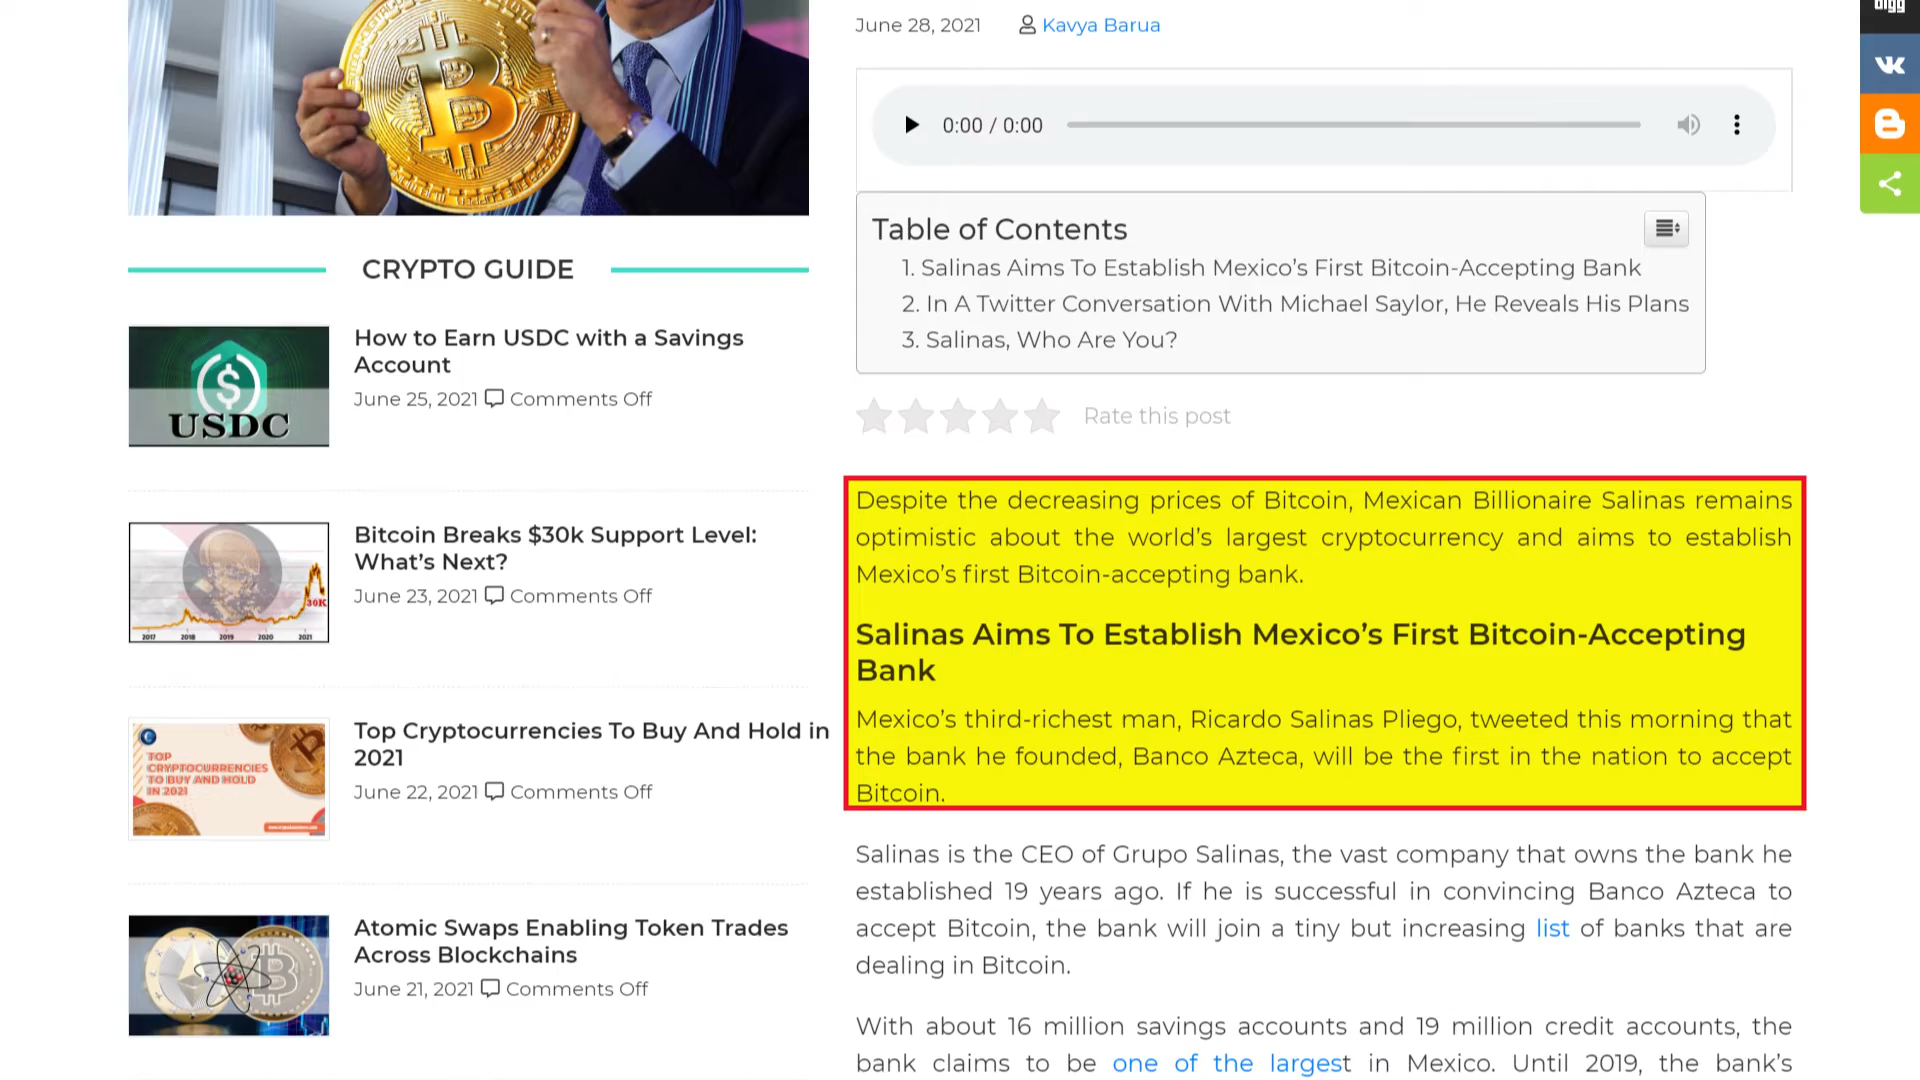 CRYPTO GUIDE
USDC
How to Earn USDC with a Savings
Account
June 25, 2021 Comments Off
30K
2017 2018 2019 2020 2021
Bitcoin Breaks $30k Support Level:
What’s Next?
June 23, 2021 Comments Off
TOP
CRYPTOCURRENCIES
TO BUY AND HOLD
IN 2021
Top Cryptocurrencies To Buy And Hold in
2021
June 22, 2021 Comments Off
Atomic Swaps Enabling Token Trades
Across Blockchains
June 21, 2021 Comments Off
June 28, 2021 Kavya Barua
0:00 / 0:00
Table of Contents
1. Salinas Aims To Establish Mexico’s First Bitcoin-Accepting Bank
2. In A Twitter Conversation With Michael Saylor, He Reveals His Plans
3. Salinas, Who Are You?
Rate this post
Despite the decreasing prices of Bitcoin, Mexican Billionaire Salinas remains
optimistic about the world’s largest cryptocurrency and aims to establish
Mexico’s first Bitcoin-accepting bank.
Salinas Aims To Establish Mexico’s First Bitcoin-Accepting
Bank
Mexico’s third-richest man, Ricardo Salinas Pliego, tweeted this morning that
the bank he founded, Banco Azteca, will be the first in the nation to accept
Bitcoin.
Salinas is the CEO of Grupo Salinas, the vast company that owns the bank he
established 19 years ago. If he is successful in convincing Banco Azteca to
accept Bitcoin, the bank will join a tiny but increasing list of banks that are
dealing in Bitcoin.
With about 16 million savings accounts and 19 million credit accounts, the
bank claims to be one of the largest in Mexico. Until 2019, the bank’s
digg